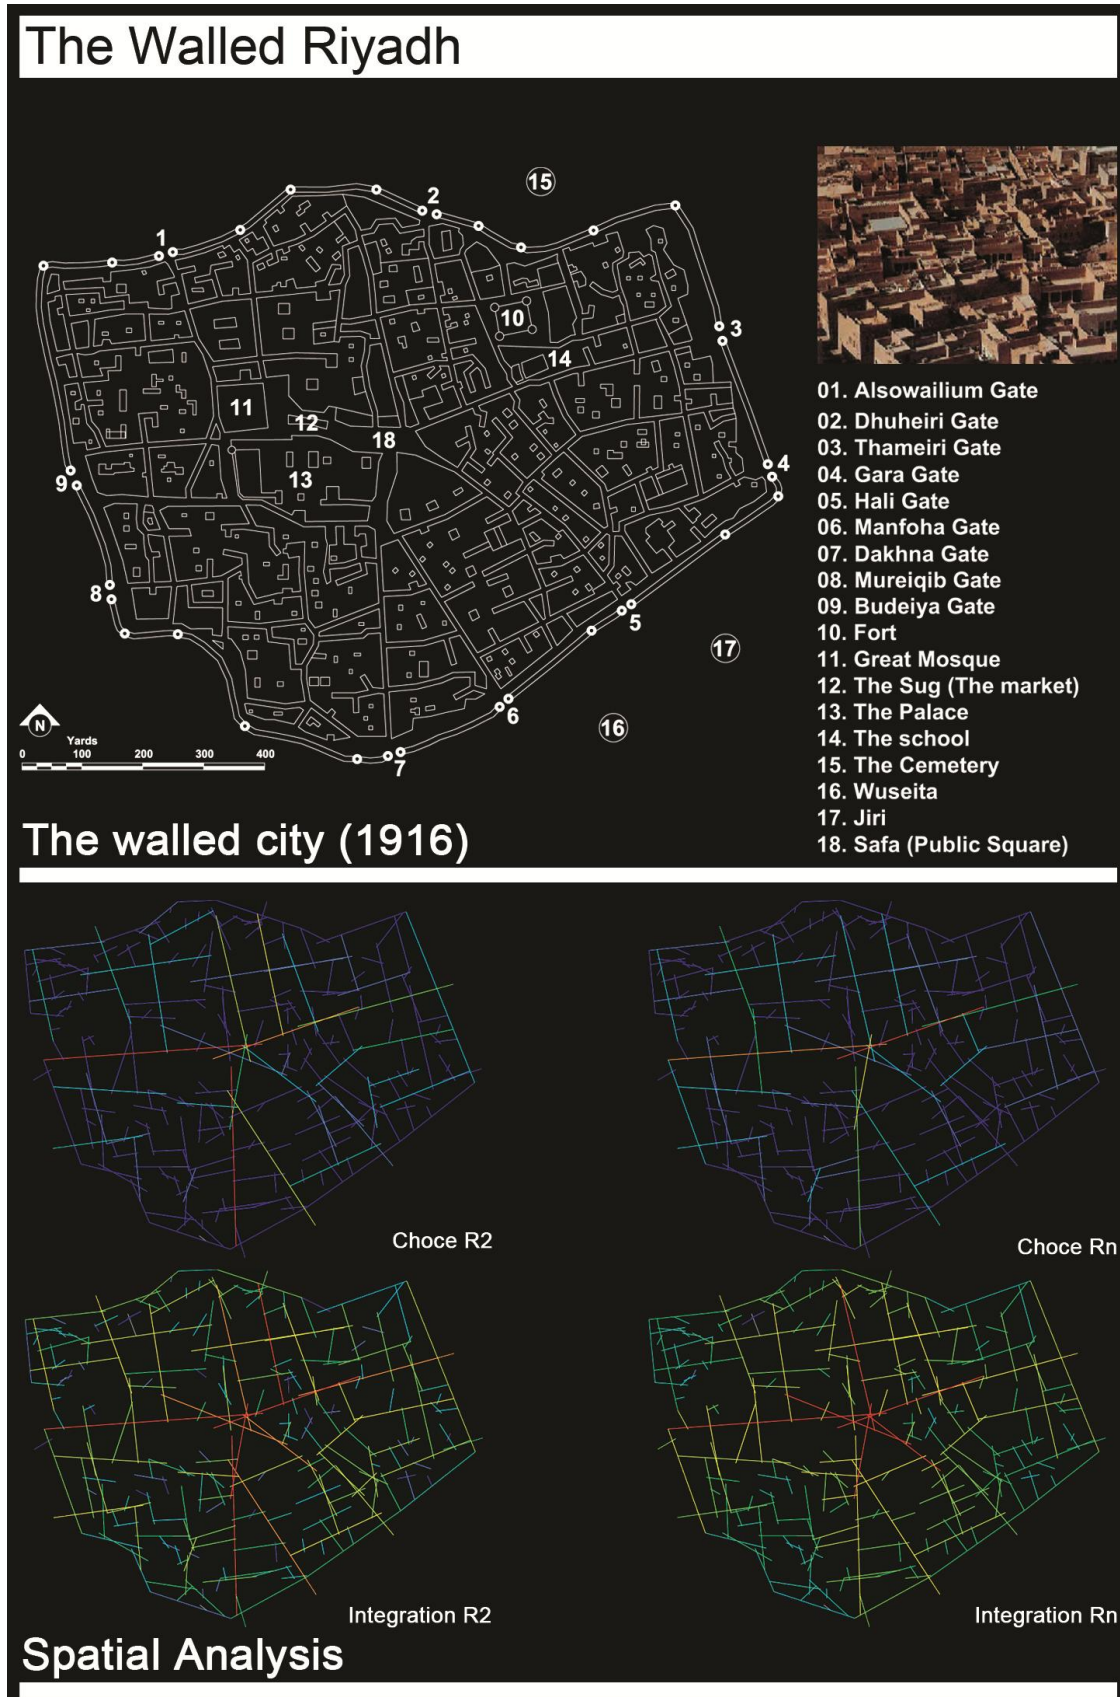 The Walled Riyadh
15
2
1
3
10
14
11
12
18
13
4
9
8
5
17
6
16
7
N
Yards
0 100 200 300 400
01. Alsowailium Gate
02. Dhuheiri Gate
03. Thameiri Gate
04. Gara Gate
05. Hali Gate
06. Manfoha Gate
07. Dakhna Gate
08. Mureiqib Gate
09. Budeiya Gate
10. Fort
11. Great Mosque
12. The Sug (The market)
13. The Palace
14. The school
15. The Cemetery
16. Wuseita
17. Jiri
18. Safa (Public Square)
The walled city (1916)
Choce R2
Choce Rn
Integration R2
Integration Rn
Spatial Analysis